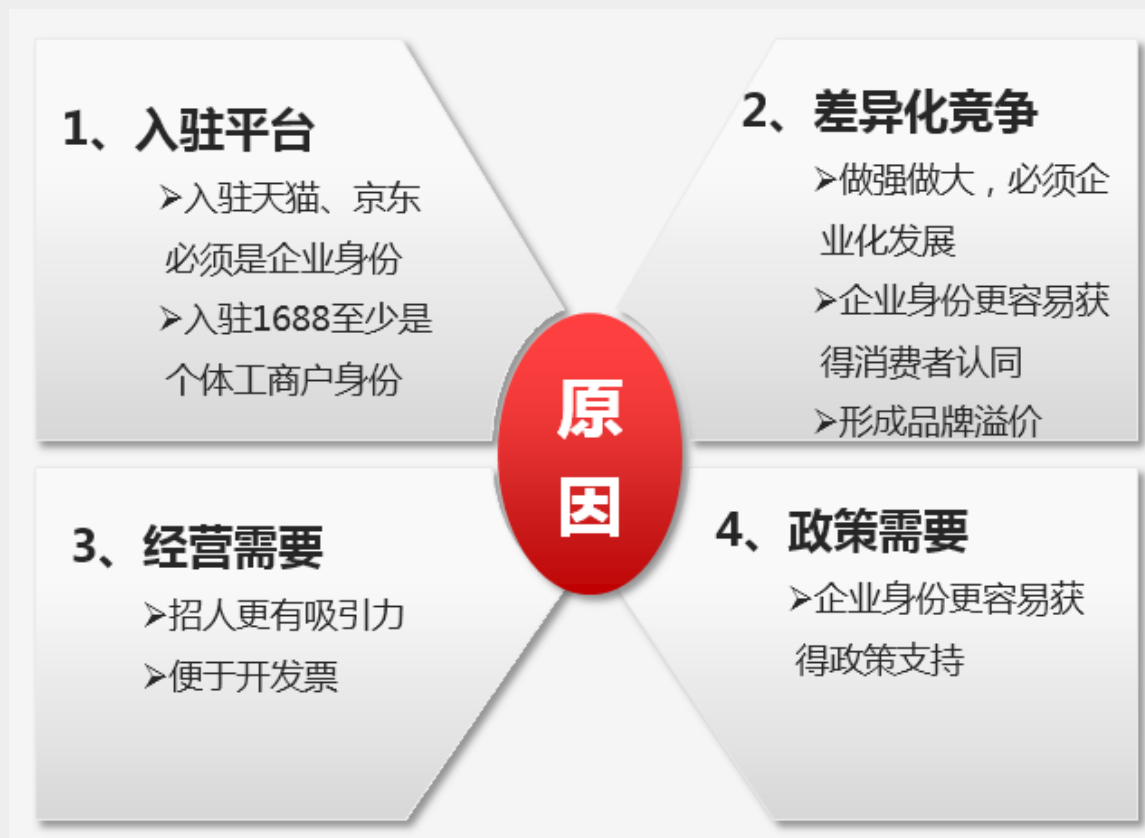 1、入驻平台
➢入驻天猫、京东
必须是企业身份
➢入驻1688至少是
个体工商户身份
2、差异化竞争
➢做强做大，必须企
业化发展
➢企业身份更容易获
得消费者认同
➢形成品牌溢价
原
因
3、经营需要
➢招人更有吸引力
➢便于开发票
4、政策需要
➢企业身份更容易获
得政策支持